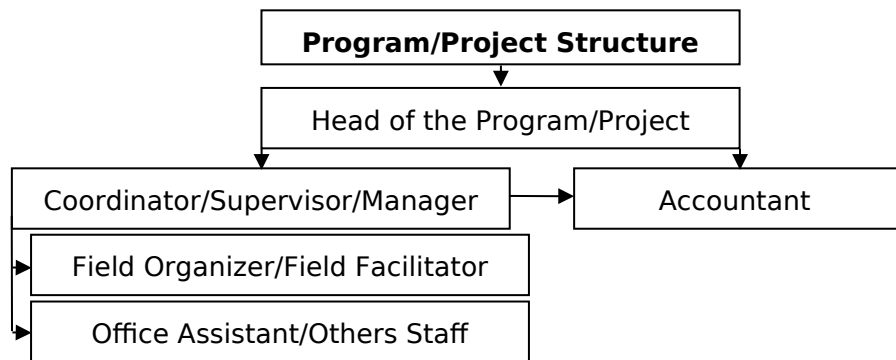 Program/Project Structure
Head of the Program/Project
Coordinator/Supervisor/Manager
Accountant
Field Organizer/Field Facilitator
Office Assistant/Others Staff